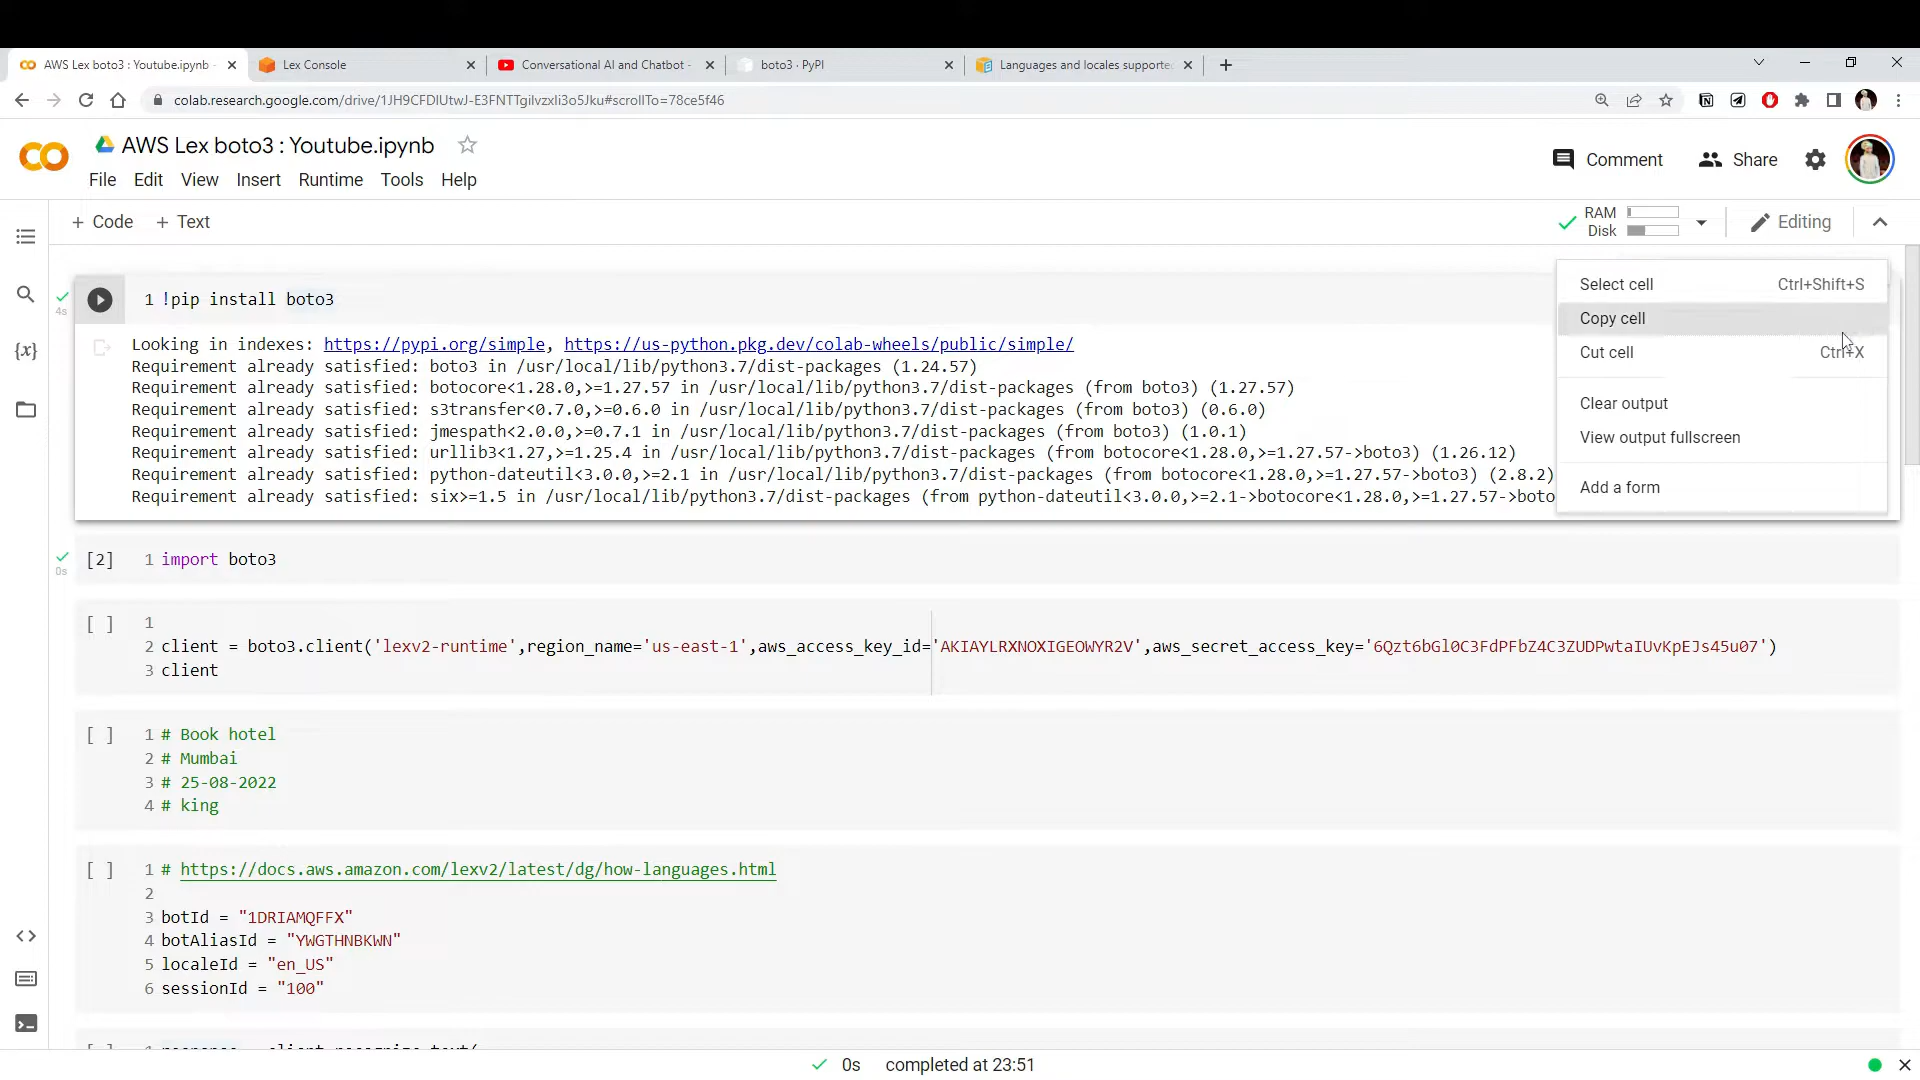 AWS Lex boto3 : Youtube.ipynb -
Lex Console
Conversational AI and Chatbot -
boto3 · PyPI
Languages and locales supporte
colab.research.google.com/drive/
AWS Lex boto3 : Youtube.ipynb
Comment
Share
File Edit View Insert Runtime Tools Help
+ Code + Text
RAM
Disk
Editing
4s
1 !pip install boto3
Looking in indexes: https://pypi.org/simple, https://us-python.pkg.dev/colab-wheels/public/simple/
Requirement already satisfied: boto3 in /usr/local/lib/python3.7/dist-packages (1.24.57)
Requirement already satisfied: botocore<1.28.0,>=1.27.57 in /usr/local/lib/python3.7/dist-packages (from boto3) (1.27.57)
Requirement already satisfied: s3transfer<0.7.0,>=0.6.0 in /usr/local/lib/python3.7/dist-packages (from boto3) (0.6.0)
Requirement already satisfied: jmespath<2.0.0,>=0.7.1 in /usr/local/lib/python3.7/dist-packages (from boto3) (1.0.1)
Requirement already satisfied: urllib3<1.27,>=1.25.4 in /usr/local/lib/python3.7/dist-packages (from botocore<1.28.0,>=1.27.57->boto3) (1.26.12)
Requirement already satisfied: python-dateutil<3.0.0,>=2.1 in /usr/local/lib/python3.7/dist-packages (from botocore<1.28.0,>=1.27.57->boto3) (2.8.2)
Requirement already satisfied: six>=1.5 in /usr/local/lib/python3.7/dist-packages (from python-dateutil<3.0.0,>=2.1->botocore<1.28.0,>=1.27.57->boto
Select cell Ctrl+Shift+S
Copy cell
Cut cell Ctrl+X
Clear output
View output fullscreen
Add a form
0s
[2] 1 import boto3
[ ] 1
2 client = boto3.client('lexv2-runtime',region_name='us-east-1',aws_access_key_id='AKIAYLRXNOXIGEOWYR2V',aws_secret_access_key='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')
3 client
[ ] 1 # Book hotel
2 # Mumbai
3 # 25-08-2022
4 # king
[ ] 1 # https://docs.aws.amazon.com/lexv2/latest/dg/how-languages.html
2
3 botId = "1DRIAMQFFX"
4 botAliasId = "YWGTHNBKWN"
5 localeId = "en_US"
6 sessionId = "100"
0s completed at 23:51